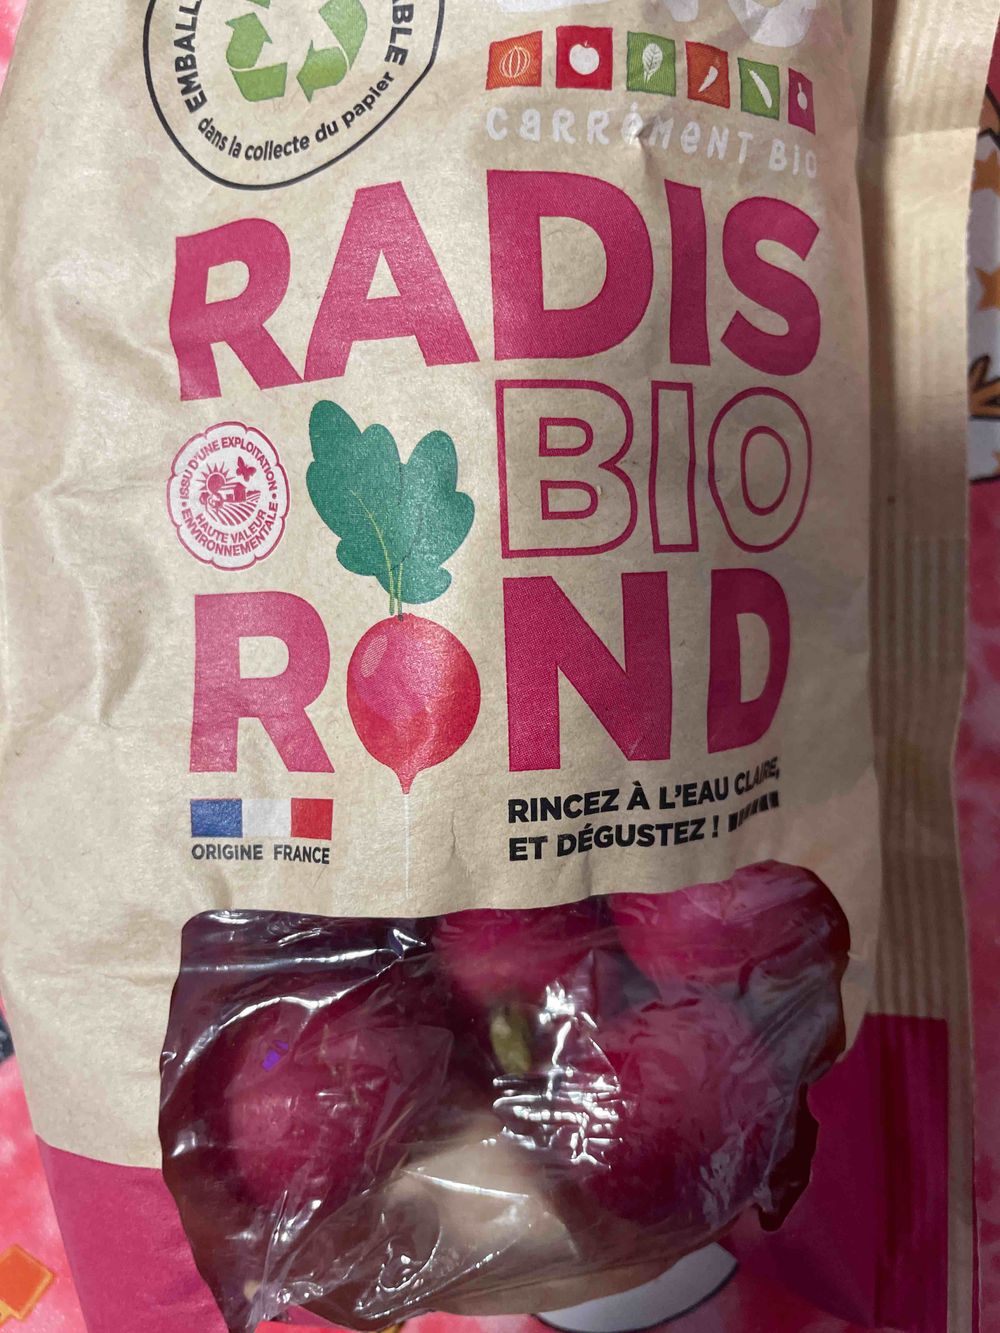 EMBALL
ABLE
dans la collecte du papier
CARRÉMENT BIO
RADIS
BIO
ISSU D'UNE EXPLOITATION
HAUTE VALEUR
ENVIRONNEMENTALE
ROND
ORIGINE FRANCE
RINCEZ À L'EAU CLAIRE,
ET DÉGUSTEZ !